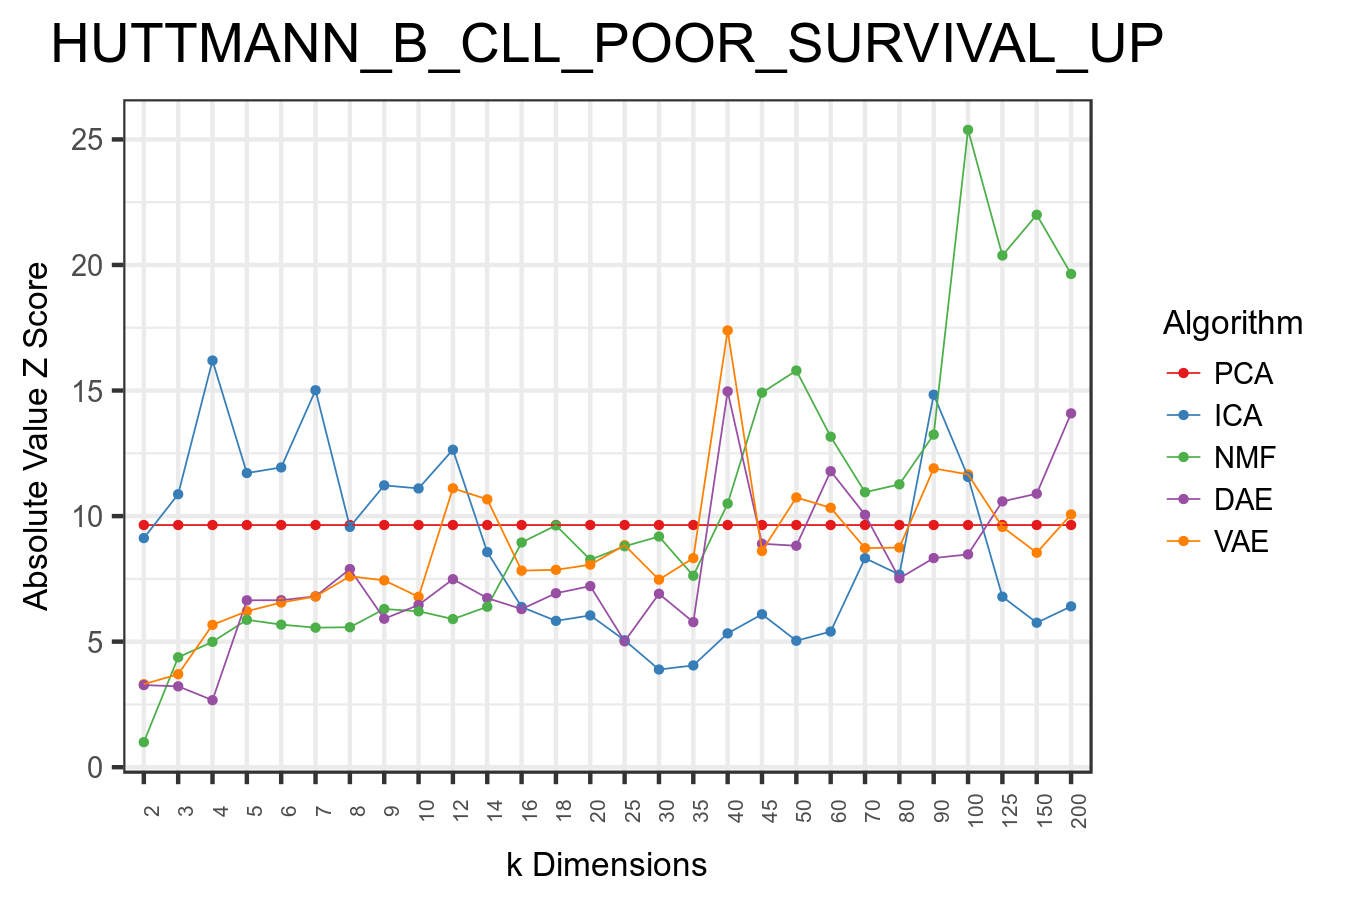 HUTTMANN_B_CLL_POOR_SURVIVAL_UP
Absolute Value Z Score
25
20
15
10
5
0
2 3 4 5 6 7 8 9 10 12 14 16 18 20 25 30 35 40 45 50 60 70 80 90 100 125 150 200
k Dimensions
Algorithm
PCA
ICA
NMF
DAE
VAE